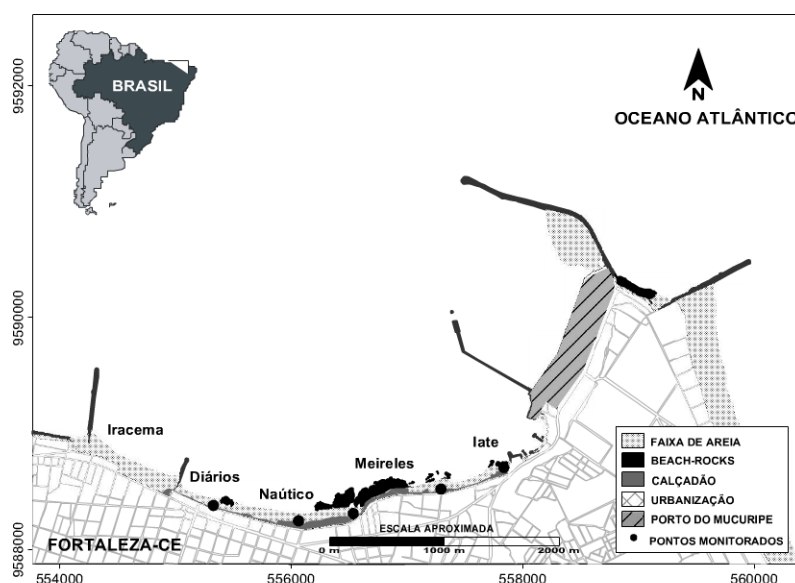 BRASIL
N
OCEANO ATLÂNTICO
9592000
9590000
9588000
Iracema
Diários
Naútico
Meireles
Iate
FAIXA DE AREIA
BEACH-ROCKS
CALÇADÃO
URBANIZAÇÃO
PORTO DO MUCURIPE
PONTOS MONITORADOS
ESCALA APROXIMADA
0 m 1000 m 2000 m
FORTALEZA-CE
554000 556000 558000 560000